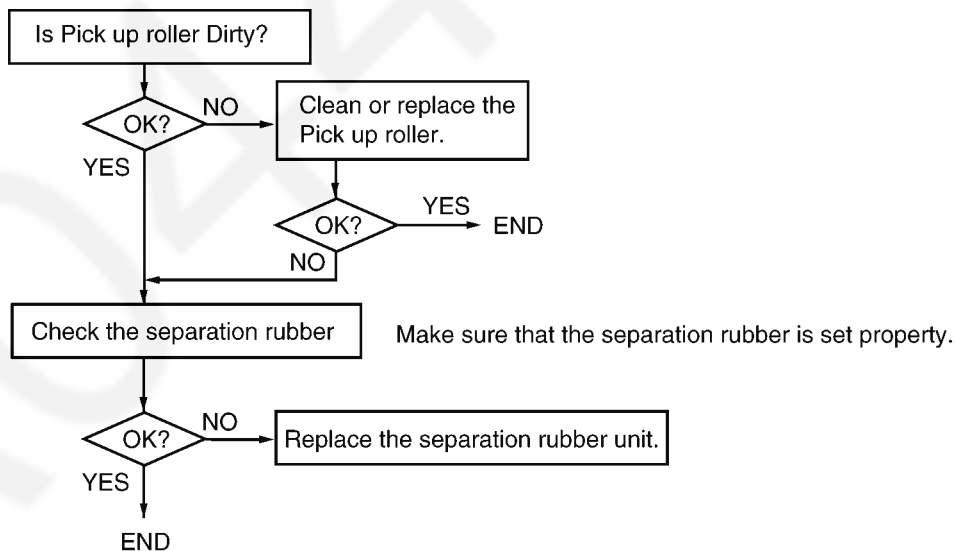 Is Pick up roller Dirty?
OK?
NO
YES
Clean or replace the
Pick up roller.
OK?
YES
END
NO
Check the separation rubber
Make sure that the separation rubber is set property.
OK?
NO
Replace the separation rubber unit.
YES
END